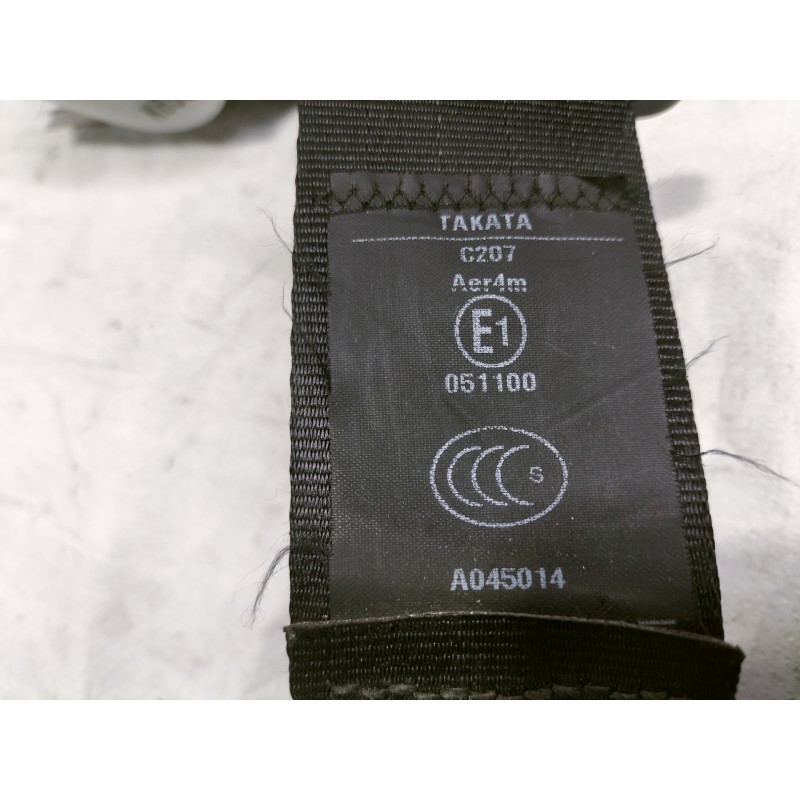 TAKATA
C207
Aer4m
E1
051100
CCC S
A045014